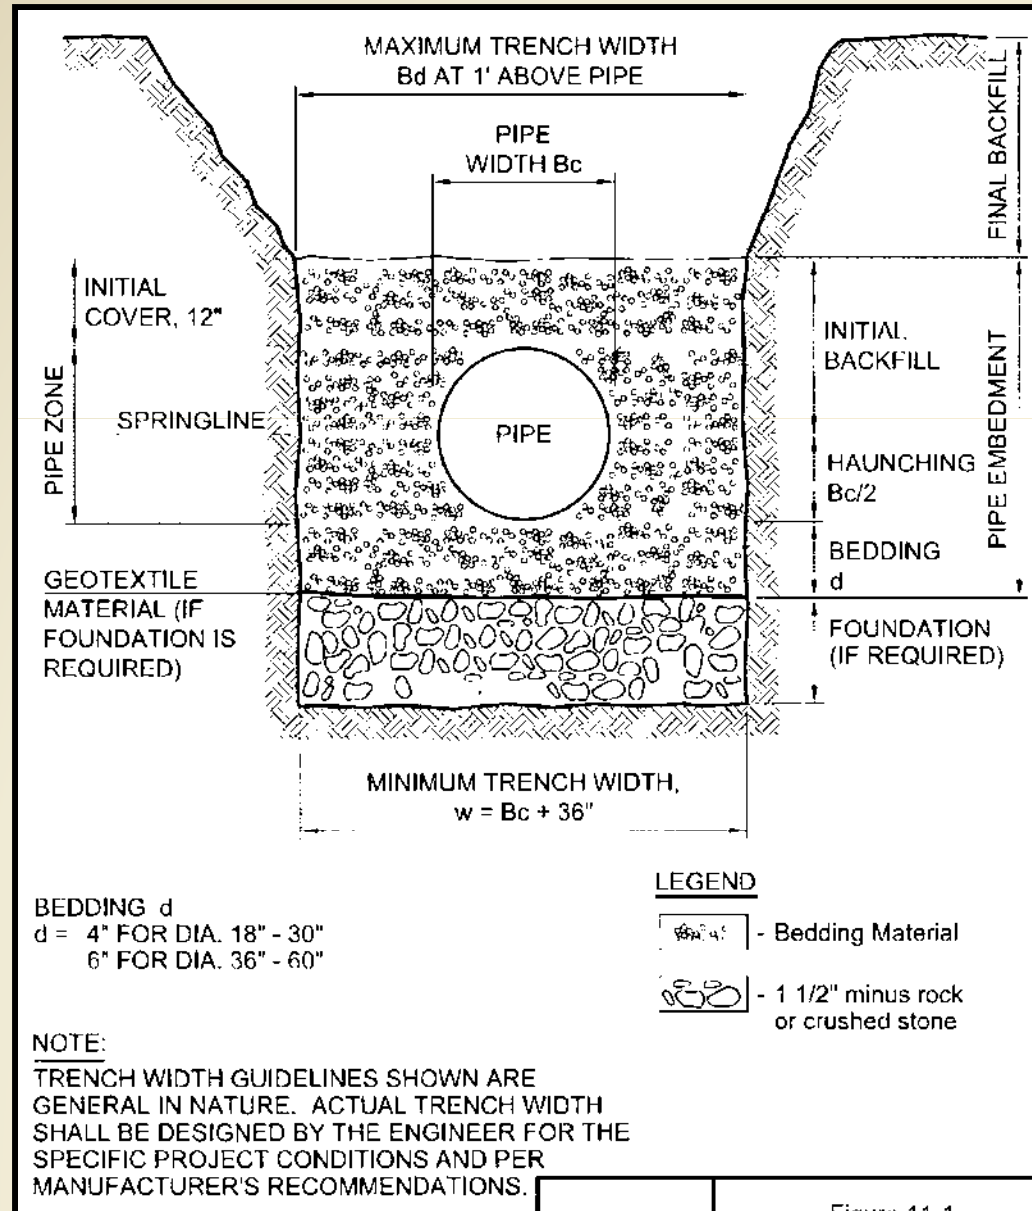 MAXIMUM TRENCH WIDTH
Bd AT 1' ABOVE PIPE
PIPE
WIDTH Bc
FINAL BACKFILL
INITIAL
COVER, 12"
PIPE ZONE
SPRINGLINE
PIPE
INITIAL
BACKFILL
HAUNCHING
Bc/2
PIPE EMBEDMENT
BEDDING
d
GEOTEXTILE
MATERIAL (IF
FOUNDATION IS
REQUIRED)
FOUNDATION
(IF REQUIRED)
MINIMUM TRENCH WIDTH,
w = Bc + 36"
BEDDING d
d = 4" FOR DIA. 18" - 30"
6" FOR DIA. 36" - 60"
LEGEND
- Bedding Material
- 1 1/2" minus rock
or crushed stone
NOTE:
TRENCH WIDTH GUIDELINES SHOWN ARE
GENERAL IN NATURE. ACTUAL TRENCH WIDTH
SHALL BE DESIGNED BY THE ENGINEER FOR THE
SPECIFIC PROJECT CONDITIONS AND PER
MANUFACTURER'S RECOMMENDATIONS.
Figure 11-1